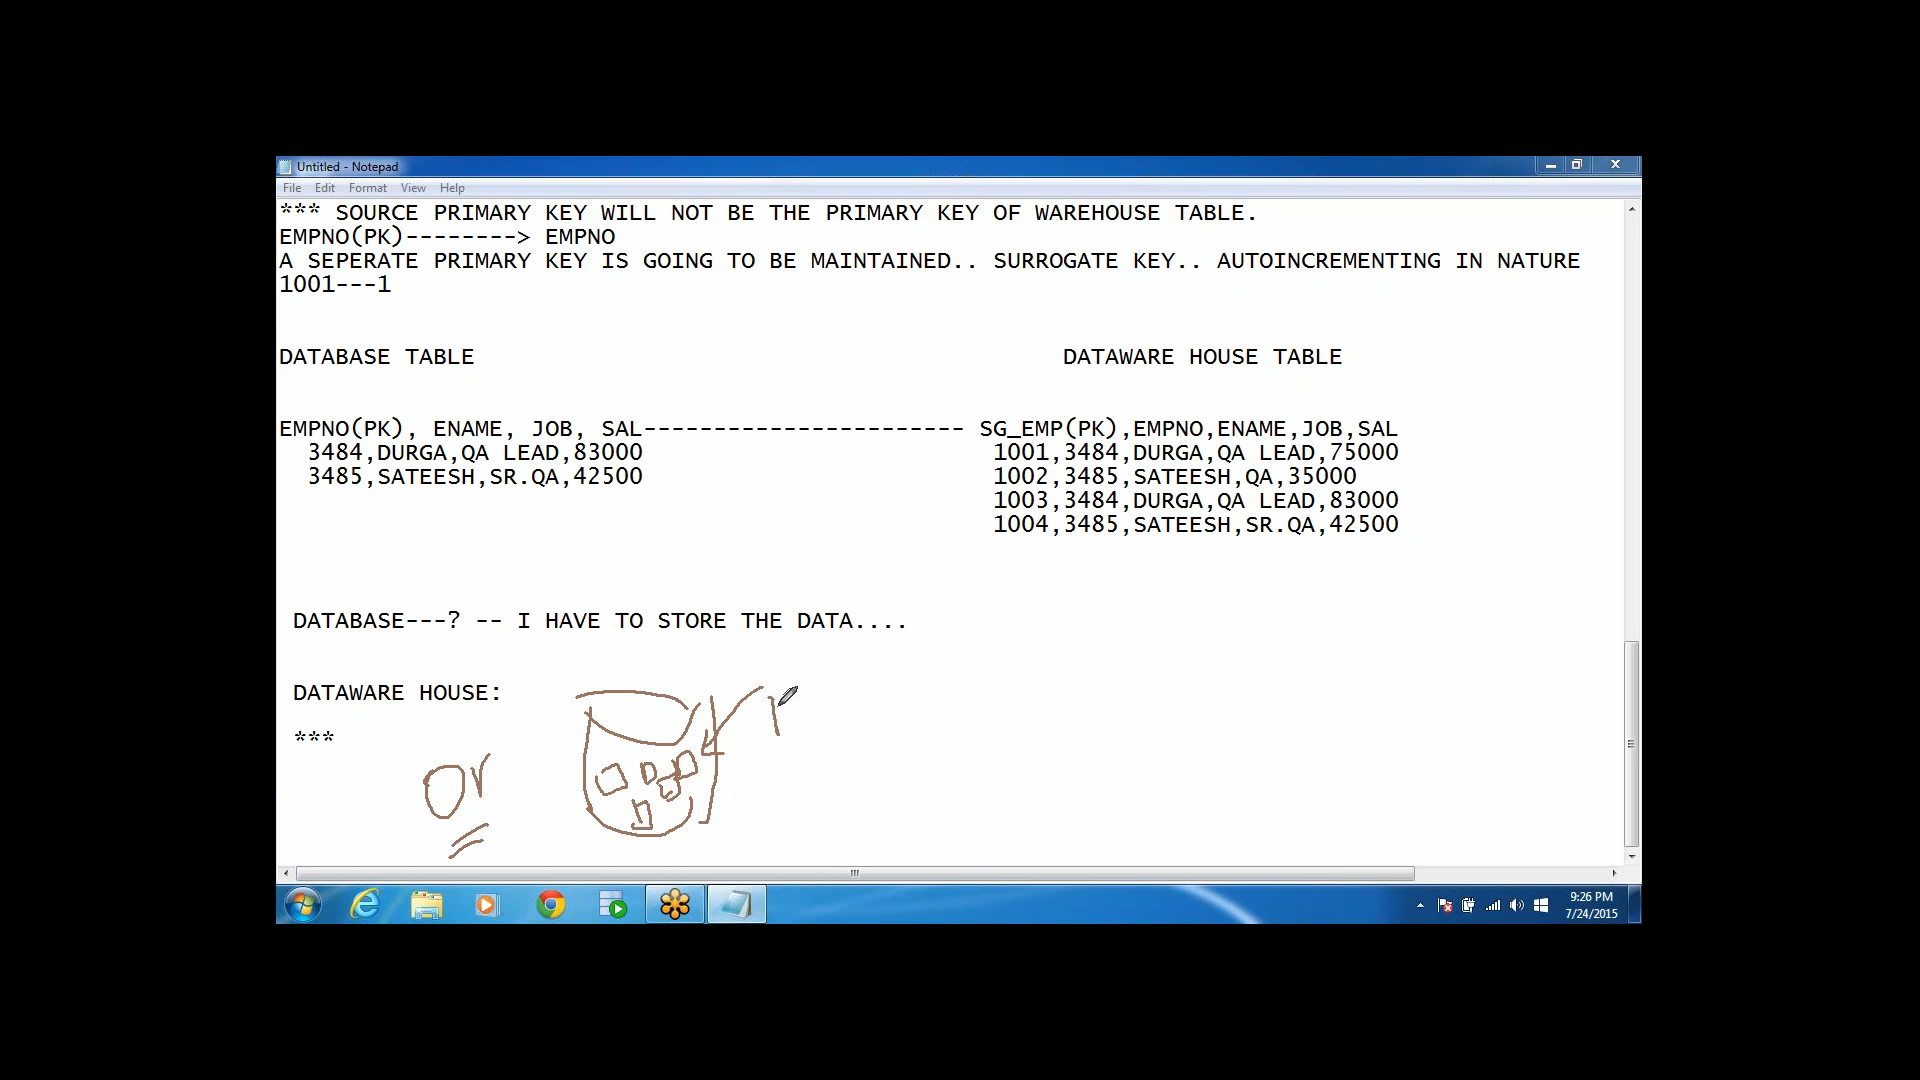 Untitled - Notepad
File Edit Format View Help
*** SOURCE PRIMARY KEY WILL NOT BE THE PRIMARY KEY OF WAREHOUSE TABLE.
EMPNO(PK)--------> EMPNO
A SEPERATE PRIMARY KEY IS GOING TO BE MAINTAINED.. SURROGATE KEY.. AUTOINCREMENTING IN NATURE
1001---1
DATABASE TABLE DATAWARE HOUSE TABLE
EMPNO(PK), ENAME, JOB, SAL----------------------- SG_EMP(PK),EMPNO,ENAME,JOB,SAL
3484,DURGA,QA LEAD,83000 1001,3484,DURGA,QA LEAD,75000
3485,SATEESH,SR.QA,42500 1002,3485,SATEESH,QA,35000
1003,3484,DURGA,QA LEAD,83000
1004,3485,SATEESH,SR.QA,42500
DATABASE---? -- I HAVE TO STORE THE DATA....
DATAWARE HOUSE:
***
Or
9:26 PM
7/24/2015